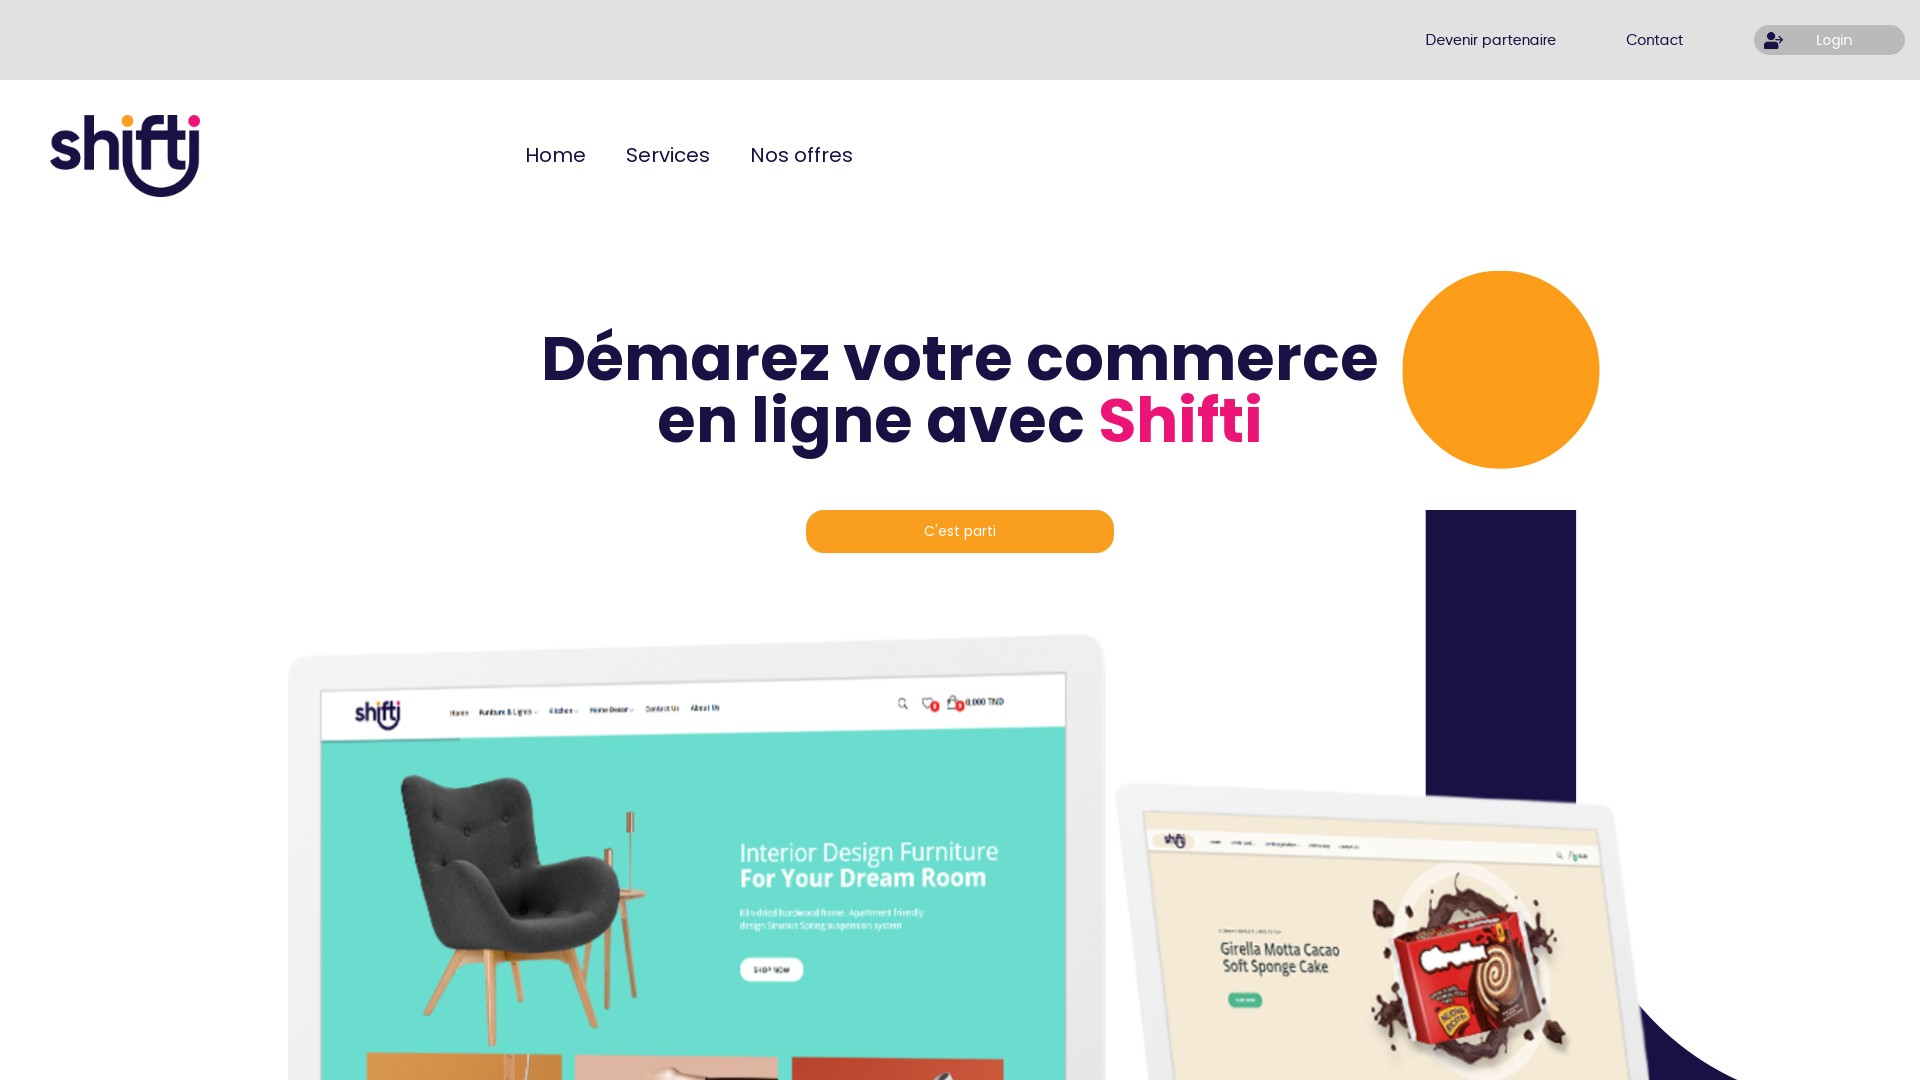 Devenir partenaire
Contact
Login
shifti
Home
Services
Nos offres
Démarez votre commerce
en ligne avec Shifti
C'est parti
shifti
Home
Funiture & Lights
Kitchen
Home Decor
Contact Us
About Us
0
0
0,000 TND
Interior Design Furniture
For Your Dream Room
Kiln-dried hardwood frame. Apartment friendly
design Sinuous Spring suspension system
SHOP NOW
shifti
Girella Motta Cacao
Soft Sponge Cake